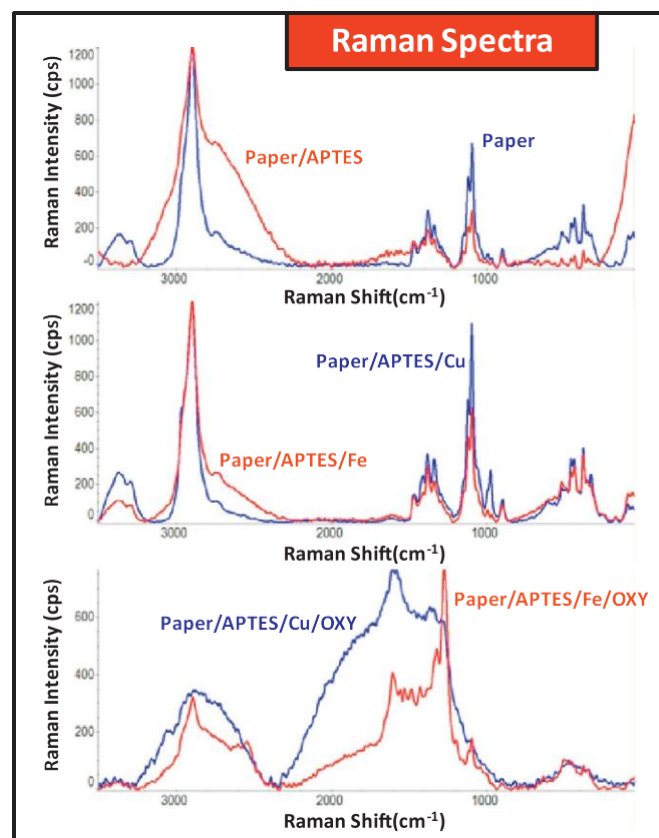 Raman Spectra
Raman Intensity (cps)
1200
1000
800
600
400
200
-0
Paper/APTES
Paper
3000
2000
1000
Raman Shift(cm-1)
Raman Intensity (cps)
1200
1000
800
600
400
200
0
Paper/APTES/Cu
Paper/APTES/Fe
3000
2000
1000
Raman Shift(cm-1)
Raman Intensity (cps)
600
400
200
0
Paper/APTES/Cu/OXY
Paper/APTES/Fe/OXY
3000
2000
1000
Raman Shift(cm-1)